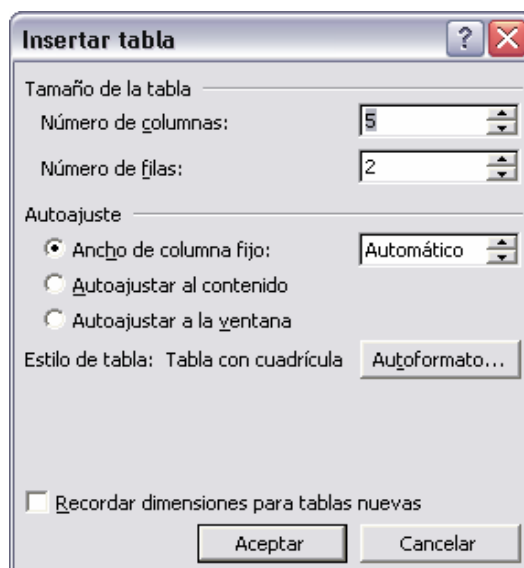 Insertar tabla ?
Tamaño de la tabla
Número de columnas: 5
Número de filas: 2
Autoajuste
Ancho de columna fijo: Automático
Autoajustar al contenido
Autoajustar a la ventana
Estilo de tabla: Tabla con cuadrícula Autoformato...
Recordar dimensiones para tablas nuevas
Aceptar Cancelar